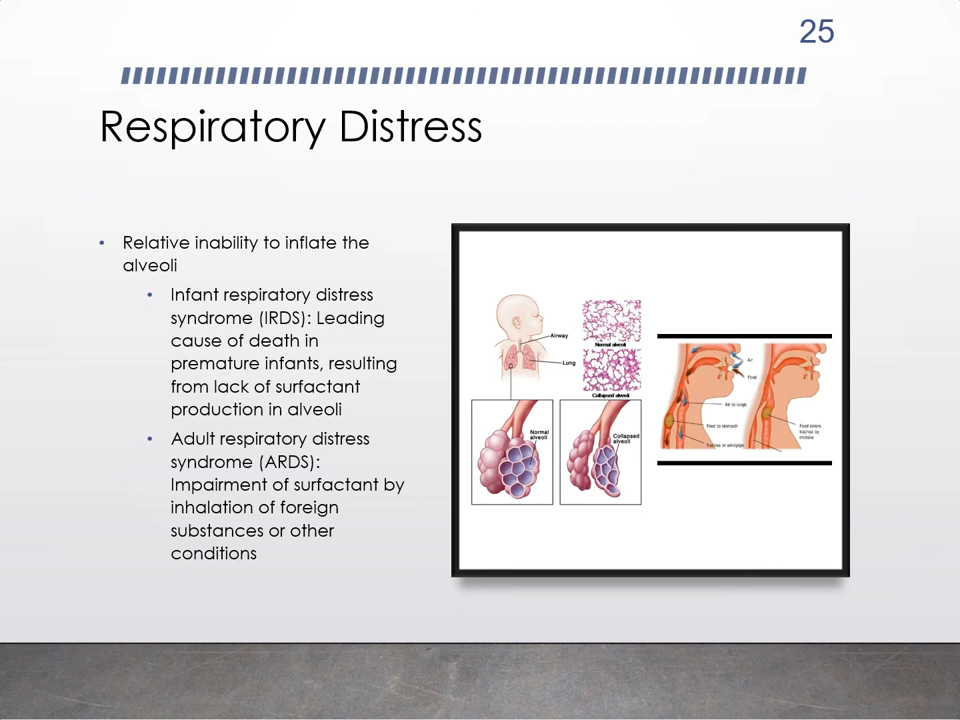 25
Respiratory Distress
• Relative inability to inflate the
alveoli
• Infant respiratory distress
syndrome (IRDS): Leading
cause of death in
premature infants, resulting
from lack of surfactant
production in alveoli
• Adult respiratory distress
syndrome (ARDS):
Impairment of surfactant by
inhalation of foreign
substances or other
conditions
Airway
Lung
Normal alveoli
Collapsed alveoli
Normal
alveoli
Collapsed
alveoli
Air
Food
Air to lungs
Food to stomach
Food enters